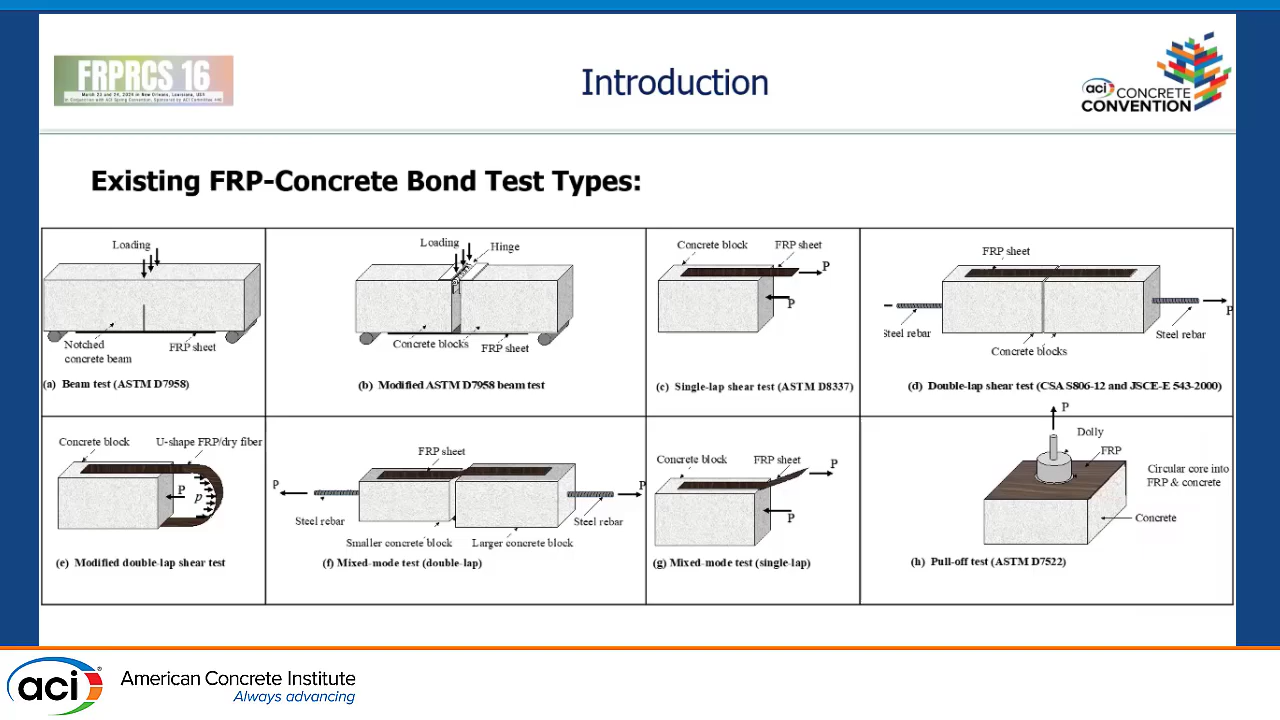 FRPRCS 16
Introduction
aci CONCRETE
CONVENTION
Existing FRP-Concrete Bond Test Types:
Loading
Notched
concrete beam
FRP sheet
(a) Beam test (ASTM D7958)
Loading
Hinge
Concrete blocks
FRP sheet
(b) Modified ASTM D7958 beam test
Concrete block
FRP sheet
P
P
(c) Single-lap shear test (ASTM D8337)
FRP sheet
Steel rebar
P
Steel rebar
Concrete blocks
(d) Double-lap shear test (CSA S806-12 and JSCE-E 543-2000)
Concrete block
U-shape FRP/dry fiber
P
p
(e) Modified double-lap shear test
FRP sheet
P
P
Steel rebar
Steel rebar
Smaller concrete block
Larger concrete block
(f) Mixed-mode test (double-lap)
Concrete block
FRP sheet
P
P
(g) Mixed-mode test (single-lap)
P
Dolly
FRP
Circular core into
FRP & concrete
Concrete
(h) Pull-off test (ASTM D7522)
aci
American Concrete Institute
Always advancing